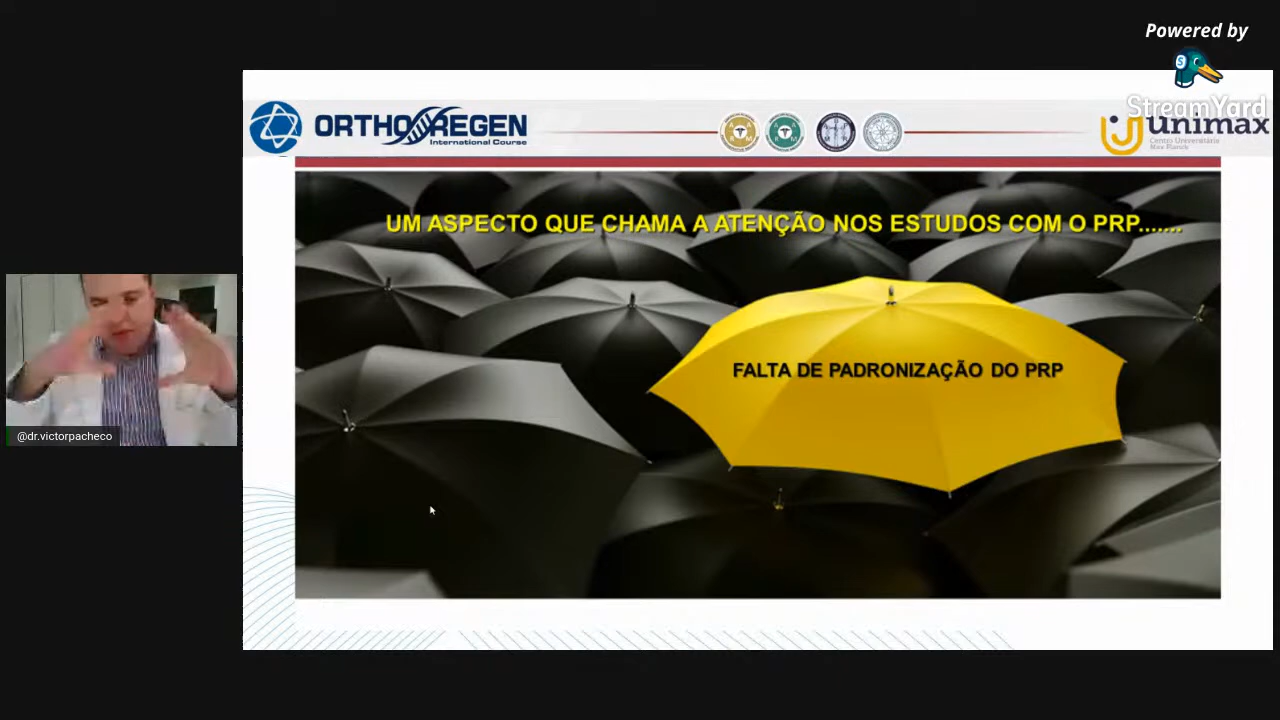 Powered by
StreamYard
ORTHOREGEN
International Course
unimax
Centro Universitário
Max Planck
UM ASPECTO QUE CHAMA A ATENÇÃO NOS ESTUDOS COM O PRP.......
FALTA DE PADRONIZAÇÃO DO PRP
@dr.victorpacheco